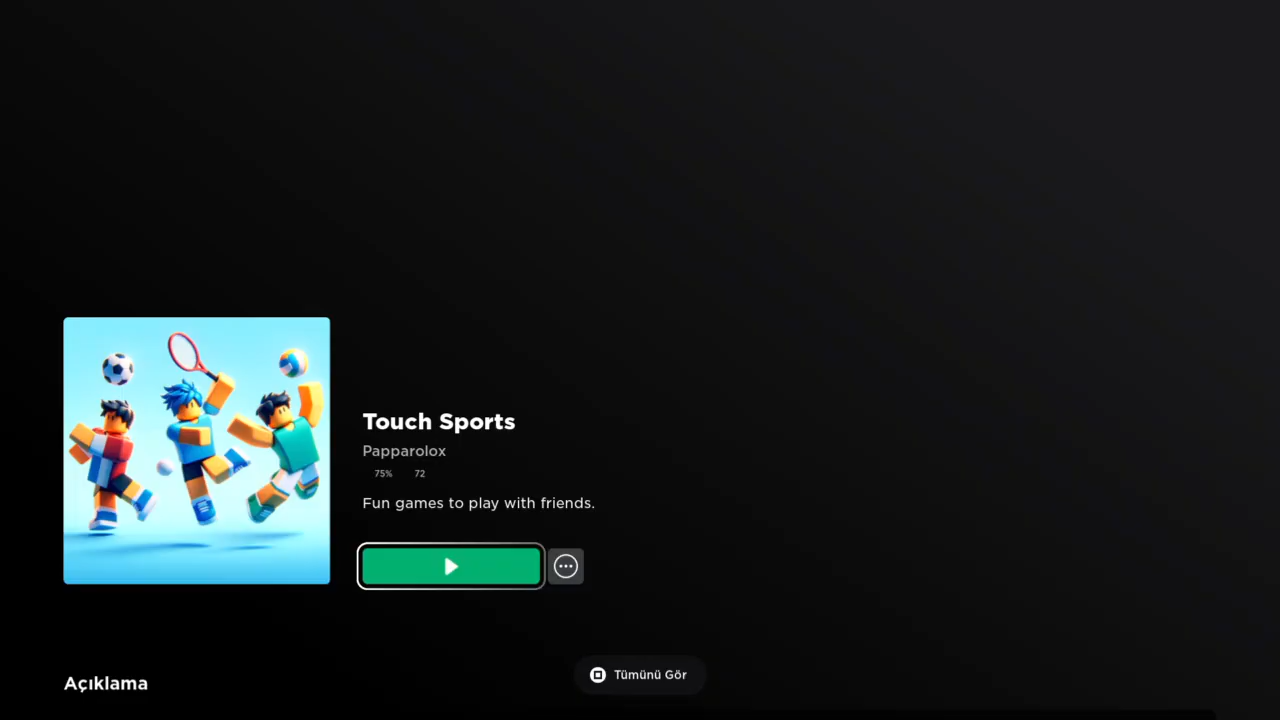 Touch Sports
Papparolox
75% 72
Fun games to play with friends.
Tümünü Gör
Açıklama